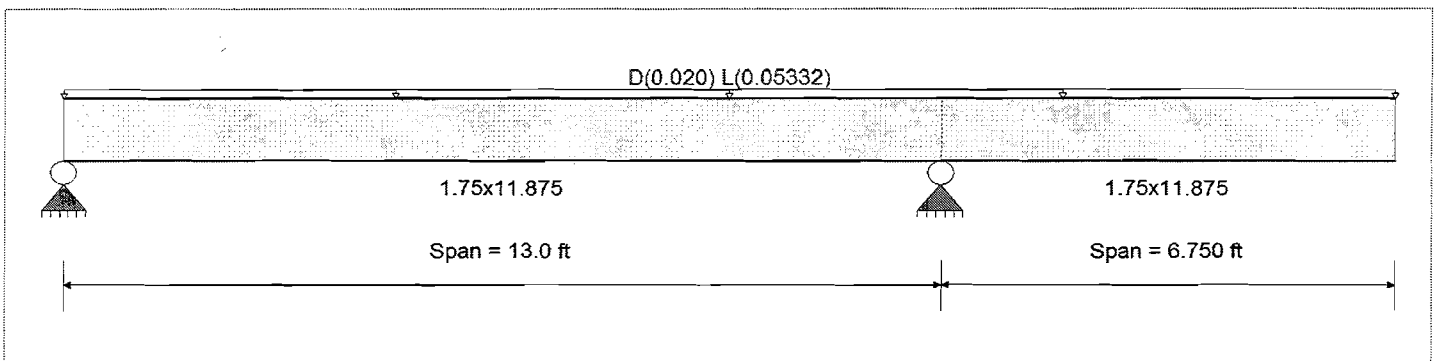 D(0.020) L(0.05332)
1.75x11.875 1.75x11.875
Span = 13.0 ft Span = 6.750 ft